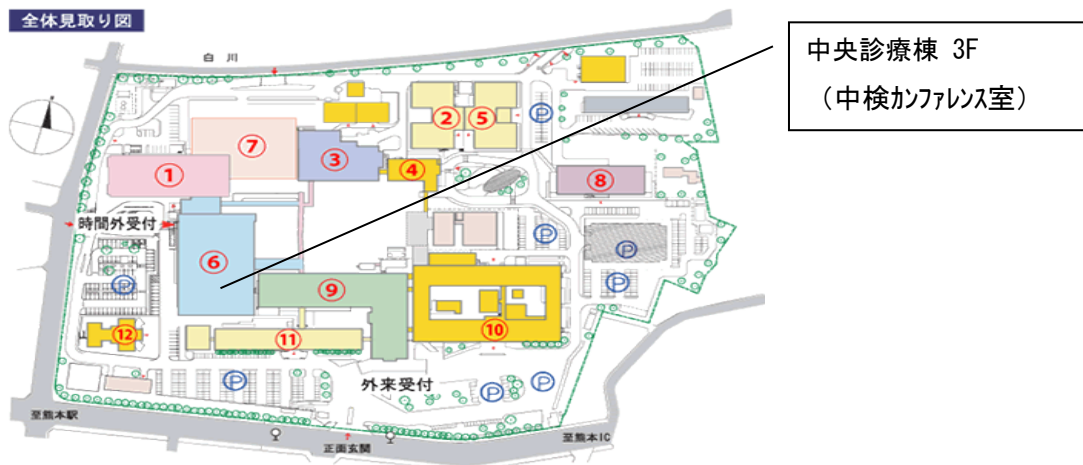 全体見取り図
中央診療棟 3F
（中検ｶﾝﾌｧﾚﾝｽ室）
白 川
② ⑤
⑦
③
④
①
⑧
時間外受付
⑥
⑨
⑩
⑪
⑫
外来受付
Ⓟ
Ⓟ
Ⓟ
Ⓟ
Ⓟ
Ⓟ
Ⓟ
Ⓟ
至熊本駅
正面玄関
至熊本IC